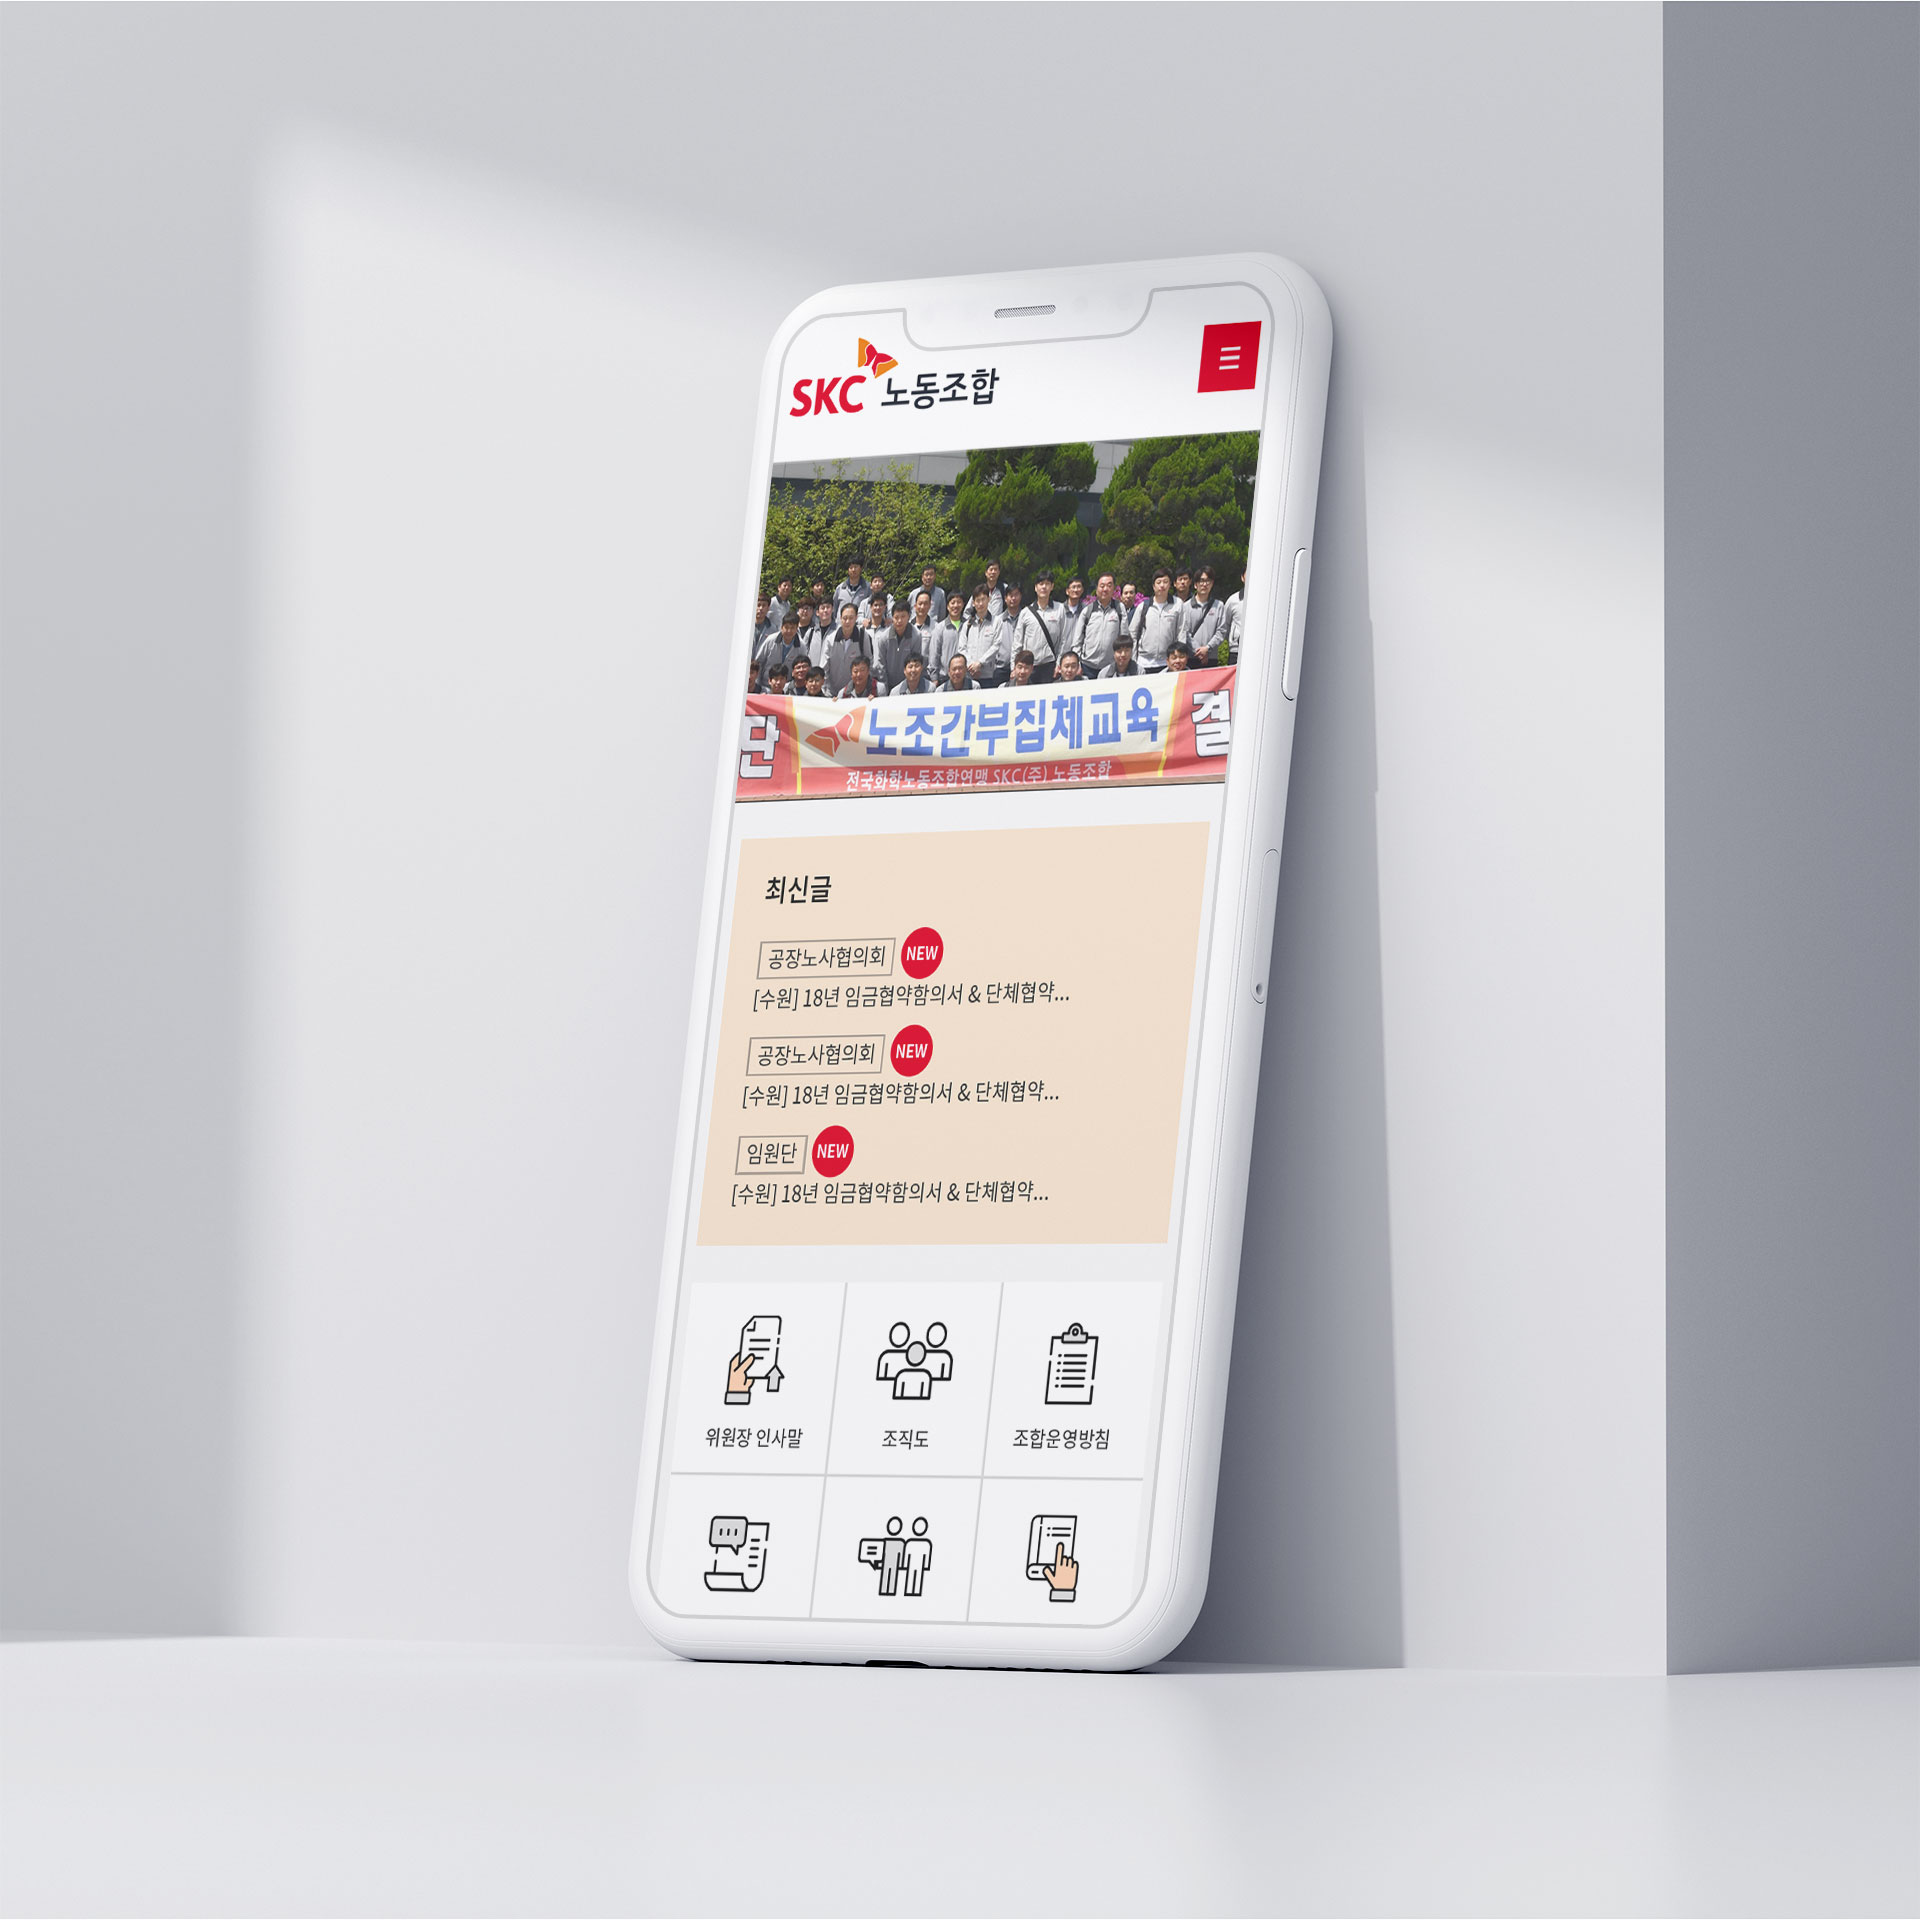 SKC 노동조합
단 노조간부집체교육 결
전국화학노동조합연맹 SKC(주) 노동조합
최신글
공장노사협의회 NEW
[수원] 18년 임금협약함의서 & 단체협약...
공장노사협의회 NEW
[수원] 18년 임금협약함의서 & 단체협약...
임원단 NEW
[수원] 18년 임금협약함의서 & 단체협약...
위원장 인사말 조직도 조합운영방침